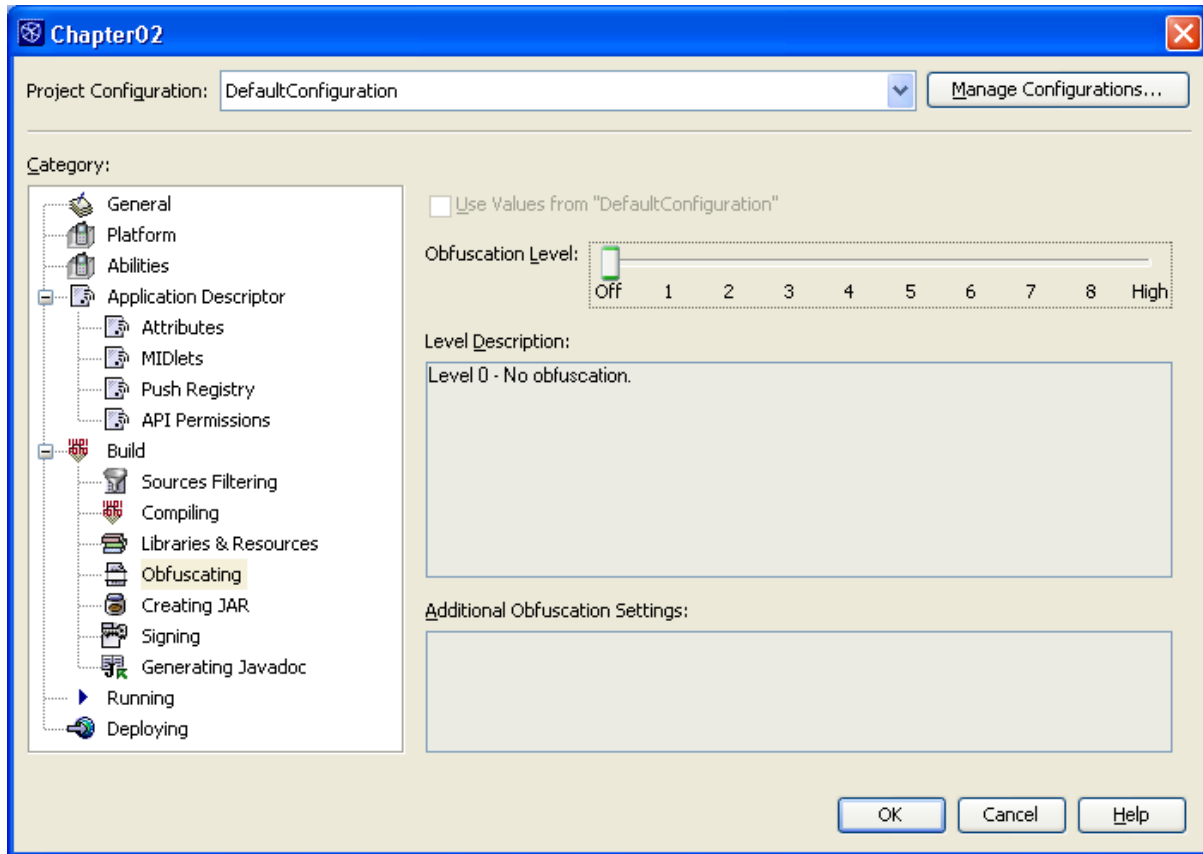 Chapter02
Project Configuration: DefaultConfiguration Manage Configurations...
Category:
General
Platform
Abilities
Application Descriptor
Attributes
MIDlets
Push Registry
API Permissions
Build
Sources Filtering
Compiling
Libraries & Resources
Obfuscating
Creating JAR
Signing
Generating Javadoc
Running
Deploying
Use Values from "DefaultConfiguration"
Obfuscation Level:
Off 1 2 3 4 5 6 7 8 High
Level Description:
Level 0 - No obfuscation.
Additional Obfuscation Settings:
OK Cancel Help